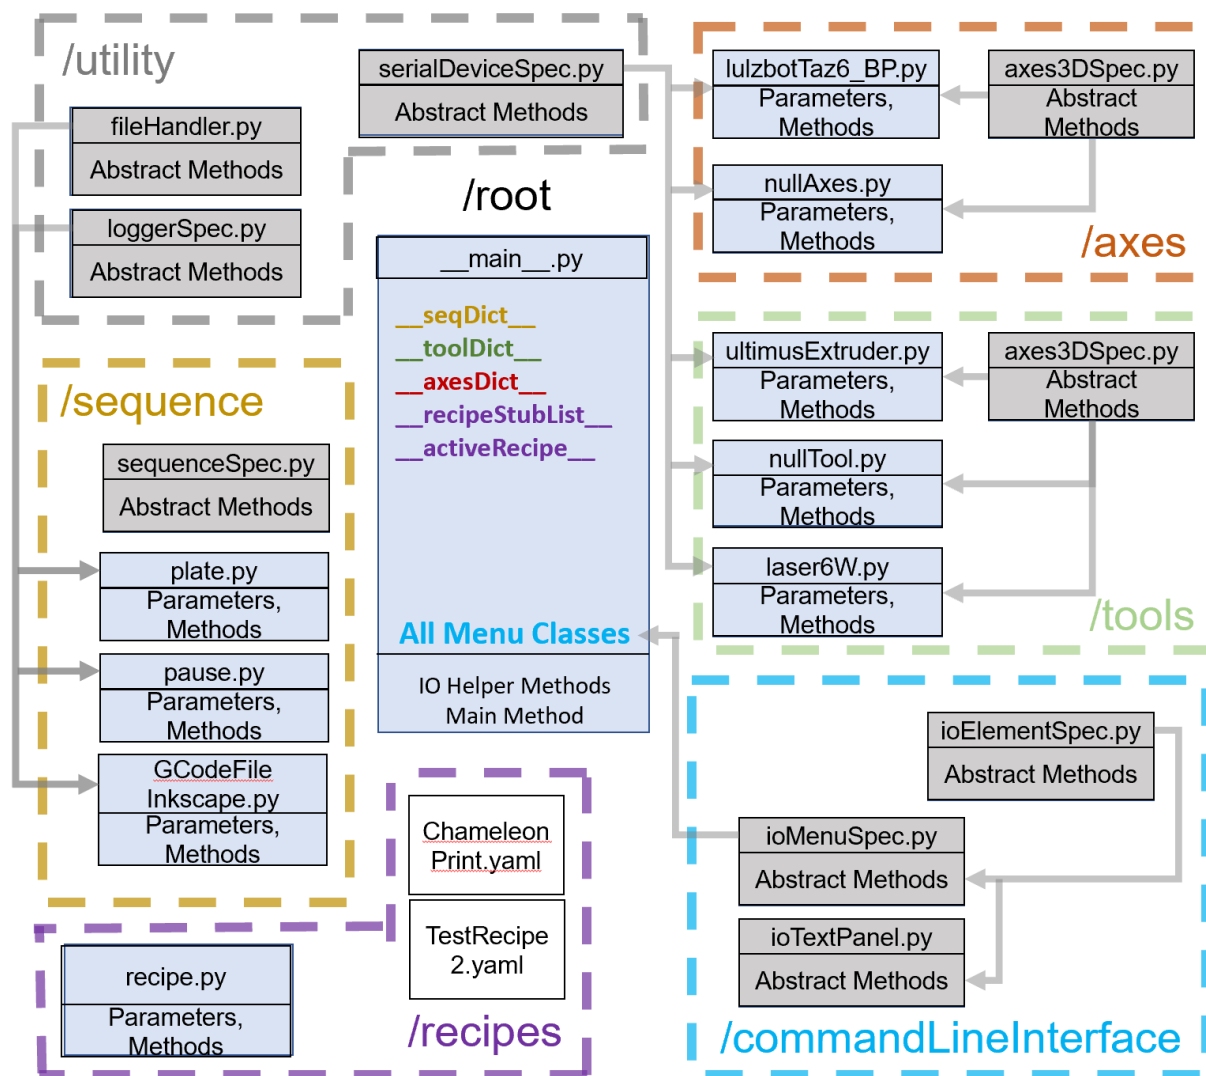 /utility
serialDeviceSpec.py
Abstract Methods
fileHandler.py
Abstract Methods
loggerSpec.py
Abstract Methods
/root
__main__.py
__seqDict__
__toolDict__
__axesDict__
__recipeStubList__
__activeRecipe__
All Menu Classes
IO Helper Methods
Main Method
lulzbotTaz6_BP.py
Parameters,
Methods
axes3DSpec.py
Abstract
Methods
nullAxes.py
Parameters,
Methods
/axes
ultimusExtruder.py
Parameters,
Methods
axes3DSpec.py
Abstract
Methods
nullTool.py
Parameters,
Methods
laser6W.py
Parameters,
Methods
/tools
/sequence
sequenceSpec.py
Abstract Methods
plate.py
Parameters,
Methods
pause.py
Parameters,
Methods
GCodeFile
Inkscape.py
Parameters,
Methods
Chameleon
Print.yaml
TestRecipe
2.yaml
recipe.py
Parameters,
Methods
/recipes
ioElementSpec.py
Abstract Methods
ioMenuSpec.py
Abstract Methods
ioTextPanel.py
Abstract Methods
/commandLineInterface